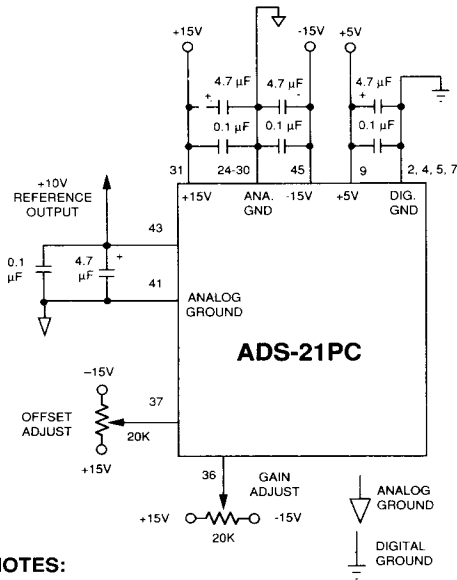 +15V -15V +5V
4.7 µF 4.7 µF 4.7 µF
+ - +
0.1 µF 0.1 µF 0.1 µF
31 24-30 45 9 2, 4, 5, 7
+15V ANA. GND -15V +5V DIG. GND
+10V
REFERENCE
OUTPUT
43
0.1 µF
4.7 µF
+
41
ANALOG
GROUND
ADS-21PC
-15V
37
OFFSET
ADJUST
20K
+15V
36
GAIN
ADJUST
+15V -15V
20K
ANALOG
GROUND
DIGITAL
GROUND
NOTES: